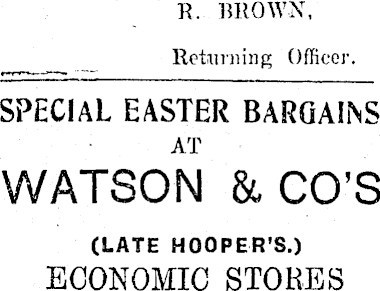 R. BROWN,
Returning Officer.
SPECIAL EASTER BARGAINS
AT
WATSON & CO'S
(LATE HOOPER'S.)
ECONOMIC STORES